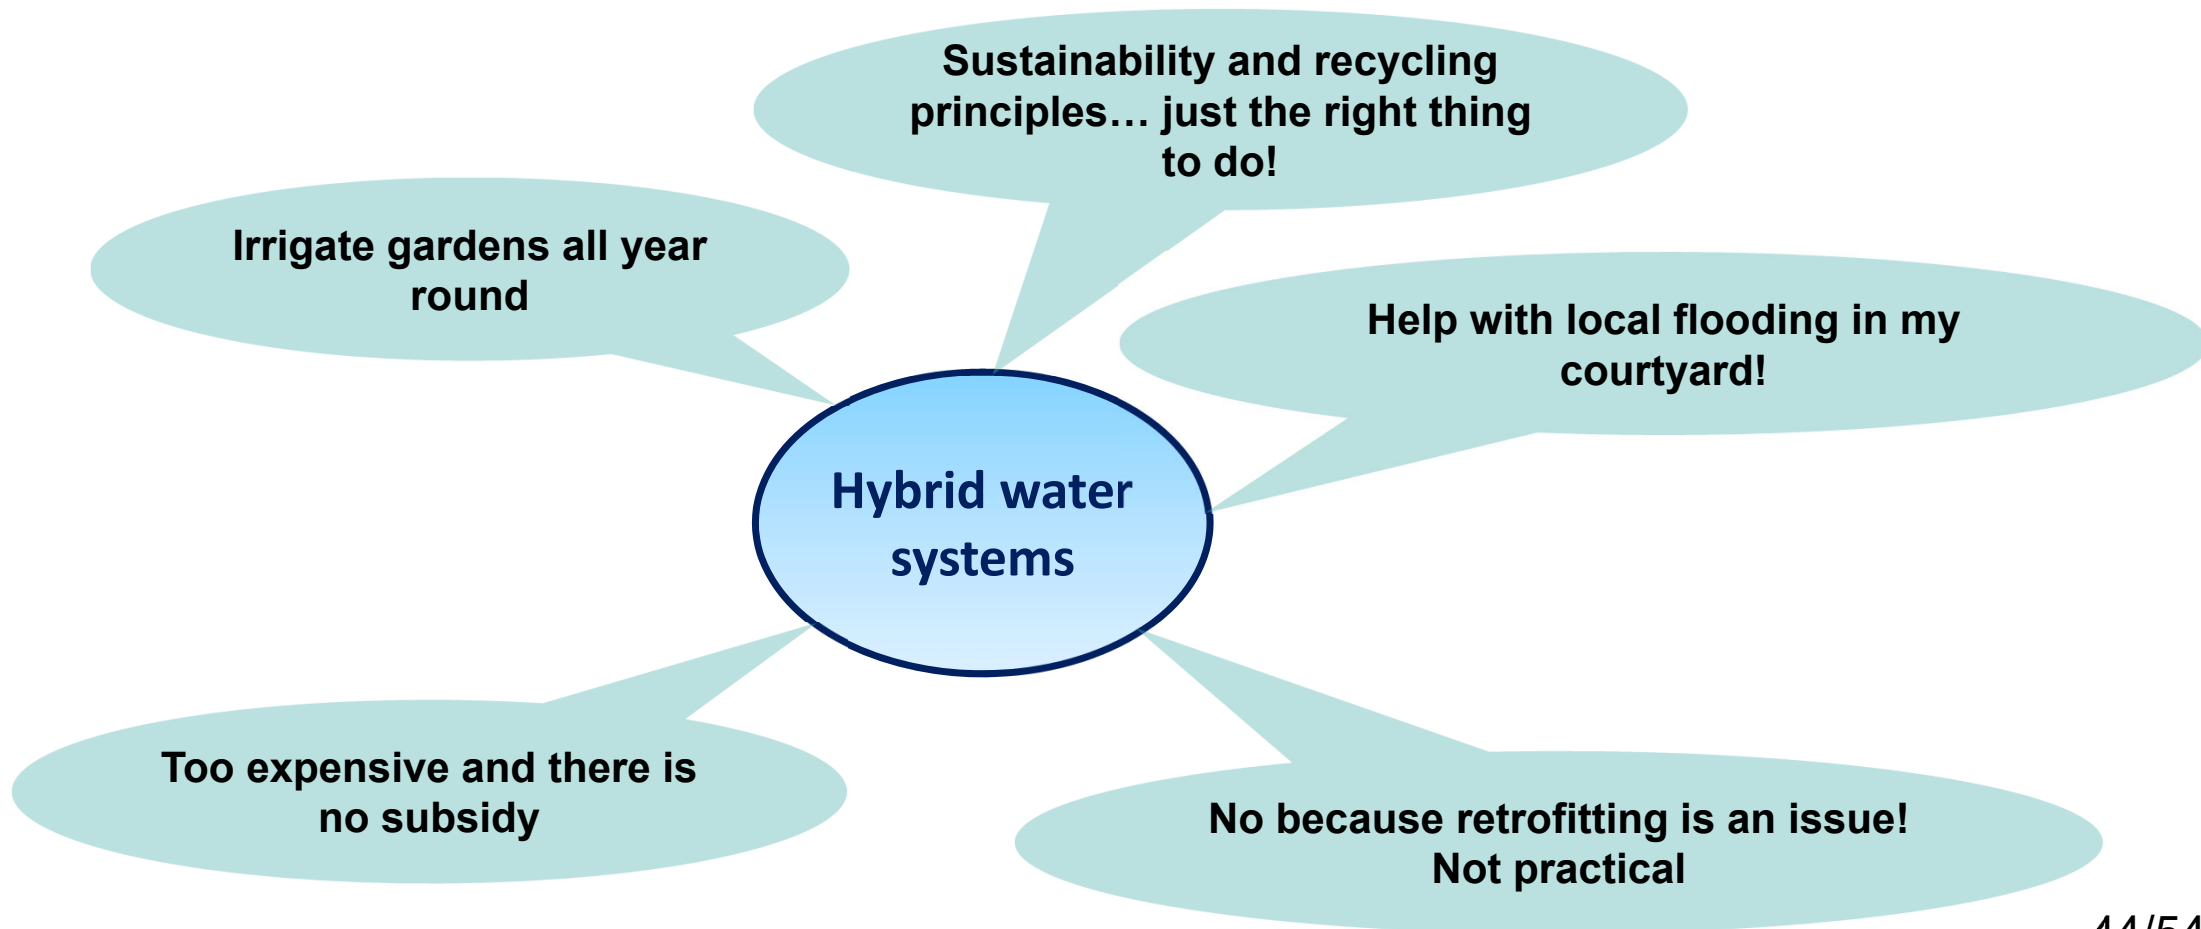 Sustainability and recycling
principles… just the right thing
to do!
Irrigate gardens all year
round
Help with local flooding in my
courtyard!
Hybrid water
systems
Too expensive and there is
no subsidy
No because retrofitting is an issue!
Not practical
44/54